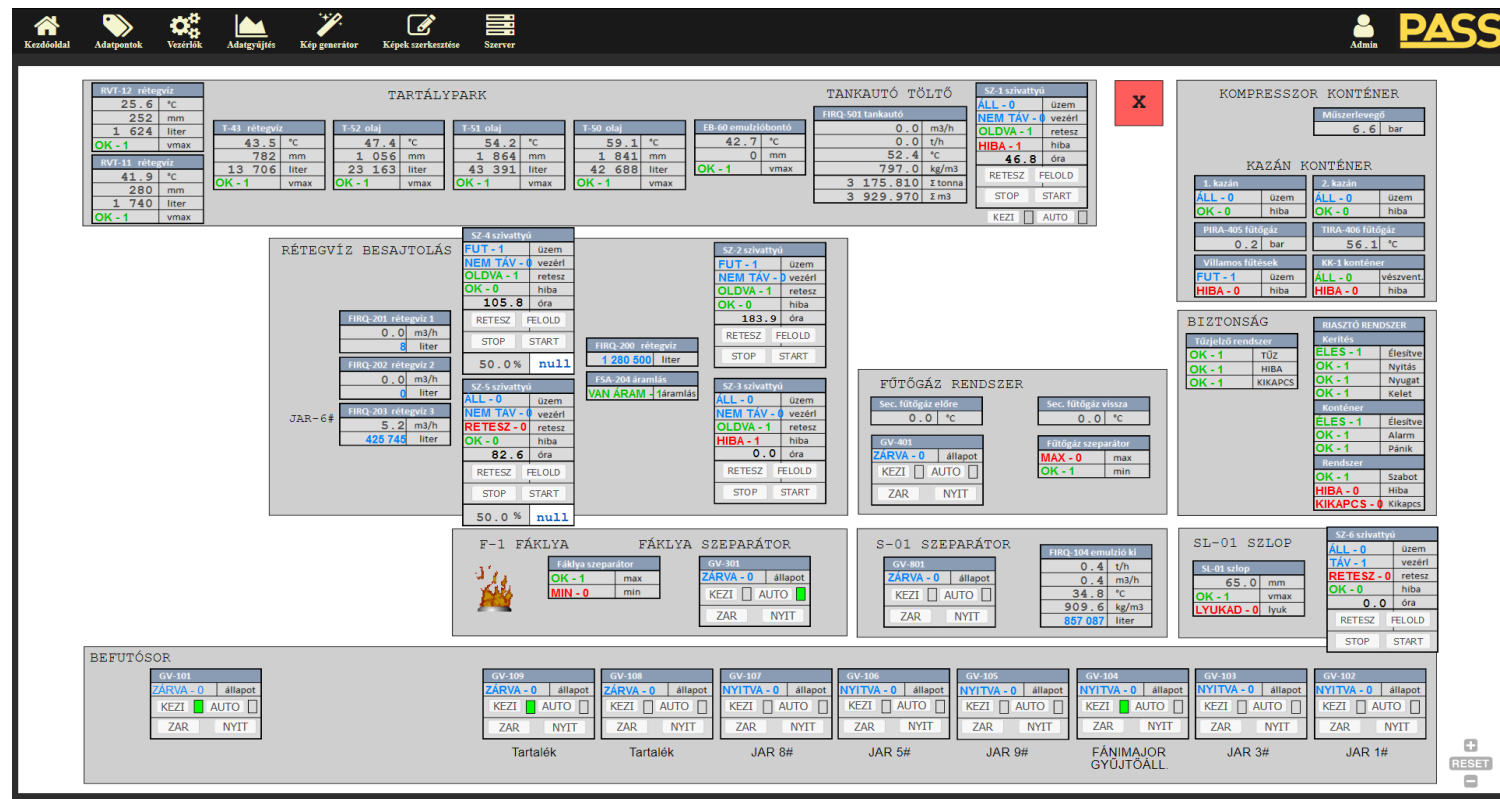 Kezdőoldal Adatpontok Vezérlők Adatgyűjtés Kép generátor Képek szerkesztése Szerver Admin PASS
TARTÁLYPARK
RVT-12 rétegvíz
25.6 °C
252 mm
1 624 liter
OK - 1 vmax
RVT-11 rétegvíz
41.9 °C
280 mm
1 740 liter
OK - 1 vmax
T-43 rétegvíz
43.5 °C
782 mm
13 706 liter
OK - 1 vmax
T-52 olaj
47.4 °C
1 056 mm
23 163 liter
OK - 1 vmax
T-51 olaj
54.2 °C
1 864 mm
43 391 liter
OK - 1 vmax
T-50 olaj
59.1 °C
1 841 mm
42 688 liter
OK - 1 vmax
EB-60 emulzióbontó
42.7 °C
0 mm
OK - 1 vmax
TANKAUTÓ TÖLTŐ
FIRQ-501 tankautó
0.0 m3/h
0.0 t/h
52.4 °C
797.0 kg/m3
3 175.810 Σ tonna
3 929.970 Σ m3
SZ-1 szivattyú
ÁLL - 0 üzem
NEM TÁV - 0 vezérl
OLDVA - 1 retesz
HIBA - 1 hiba
46.8 óra
RETESZ FELOLD
STOP START
KEZI AUTO
X
KOMPRESSZOR KONTÉNER
Műszerlevegő
6.6 bar
KAZÁN KONTÉNER
1. kazán
ÁLL - 0 üzem
OK - 0 hiba
2. kazán
ÁLL - 0 üzem
OK - 0 hiba
PIRA-405 fűtőgáz
0.2 bar
TIRA-406 fűtőgáz
56.1 °C
Villamos fűtések
FUT - 1 üzem
HIBA - 0 hiba
KK-1 konténer
ÁLL - 0 vészvent.
HIBA - 0 hiba
RÉTEGVÍZ BESAJTOLÁS
SZ-4 szivattyú
FUT - 1 üzem
NEM TÁV - 0 vezérl
OLDVA - 1 retesz
OK - 0 hiba
105.8 óra
RETESZ FELOLD
STOP START
50.0 % null
FIRQ-201 rétegvíz 1
0.0 m3/h
8 liter
FIRQ-202 rétegvíz 2
0.0 m3/h
0 liter
JAR-6#
FIRQ-203 rétegvíz 3
5.2 m3/h
425 745 liter
SZ-5 szivattyú
ÁLL - 0 üzem
NEM TÁV - 0 vezérl
RETESZ - 0 retesz
OK - 0 hiba
82.6 óra
RETESZ FELOLD
STOP START
50.0 % null
FIRQ-200 rétegvíz
1 280 500 liter
FSA-204 áramlás
VAN ÁRAM - 1 áramlás
SZ-2 szivattyú
FUT - 1 üzem
NEM TÁV - 0 vezérl
OLDVA - 1 retesz
OK - 0 hiba
183.9 óra
RETESZ FELOLD
STOP START
SZ-3 szivattyú
ÁLL - 0 üzem
NEM TÁV - 0 vezérl
OLDVA - 1 retesz
HIBA - 1 hiba
0.0 óra
RETESZ FELOLD
STOP START
FŰTŐGÁZ RENDSZER
Sec. fűtőgáz előre
0.0 °C
Sec. fűtőgáz vissza
0.0 °C
GV-401
ZÁRVA - 0 állapot
KEZI AUTO
ZAR NYIT
Fűtőgáz szeparátor
MAX - 0 max
OK - 1 min
BIZTONSÁG
Tűzjelző rendszer
OK - 1 TŰZ
OK - 1 HIBA
OK - 1 KIKAPCS
RIASZTÓ RENDSZER
Kerítés
ÉLES - 1 Élesítve
OK - 1 Nyitás
OK - 1 Nyugat
OK - 1 Kelet
Konténer
ÉLES - 1 Élesítve
OK - 1 Alarm
OK - 1 Pánik
Rendszer
OK - 1 Szabot
HIBA - 0 Hiba
KIKAPCS - 0 Kikapcs
F-1 FÁKLYA FÁKLYA SZEPARÁTOR
Fáklya szeparátor
OK - 1 max
MIN - 0 min
GV-301
ZÁRVA - 0 állapot
KEZI AUTO
ZAR NYIT
S-01 SZEPARÁTOR
GV-801
ZÁRVA - 0 állapot
KEZI AUTO
ZAR NYIT
FIRQ-104 emulzió ki
0.4 t/h
0.4 m3/h
34.8 °C
909.6 kg/m3
857 087 liter
SL-01 SZLOP
SL-01 szlop
65.0 mm
OK - 1 vmax
LYUKAD - 0 lyuk
SZ-6 szivattyú
ÁLL - 0 üzem
TÁV - 1 vezérl
RETESZ - 0 retesz
OK - 0 hiba
0.0 óra
RETESZ FELOLD
STOP START
BEFUTÓSOR
GV-101
ZÁRVA - 0 állapot
KEZI AUTO
ZAR NYIT
GV-109
ZÁRVA - 0 állapot
KEZI AUTO
ZAR NYIT
Tartalék
GV-108
ZÁRVA - 0 állapot
KEZI AUTO
ZAR NYIT
Tartalék
GV-107
NYITVA - 0 állapot
KEZI AUTO
ZAR NYIT
JAR 8#
GV-106
NYITVA - 0 állapot
KEZI AUTO
ZAR NYIT
JAR 5#
GV-105
NYITVA - 0 állapot
KEZI AUTO
ZAR NYIT
JAR 9#
GV-104
NYITVA - 0 állapot
KEZI AUTO
ZAR NYIT
FÁNIMAJOR
GYŰJTŐÁLL.
GV-103
NYITVA - 0 állapot
KEZI AUTO
ZAR NYIT
JAR 3#
GV-102
NYITVA - 0 állapot
KEZI AUTO
ZAR NYIT
JAR 1#
RESET